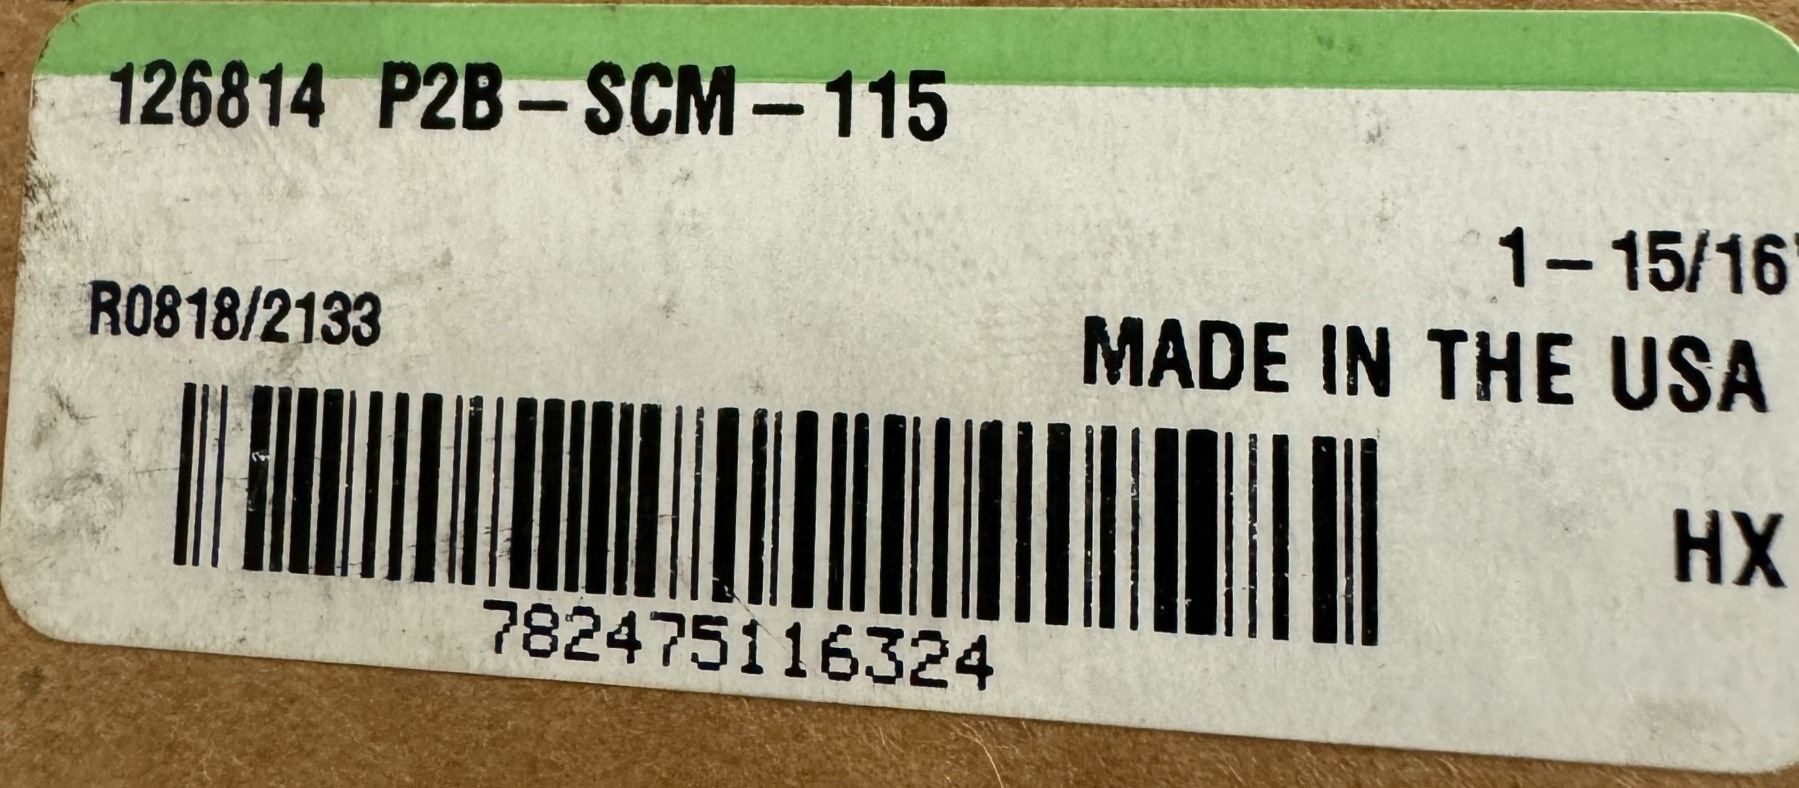 126814 P2B-SCM-115
1-15/16"
R0818/2133
MADE IN THE USA
HX
782475116324